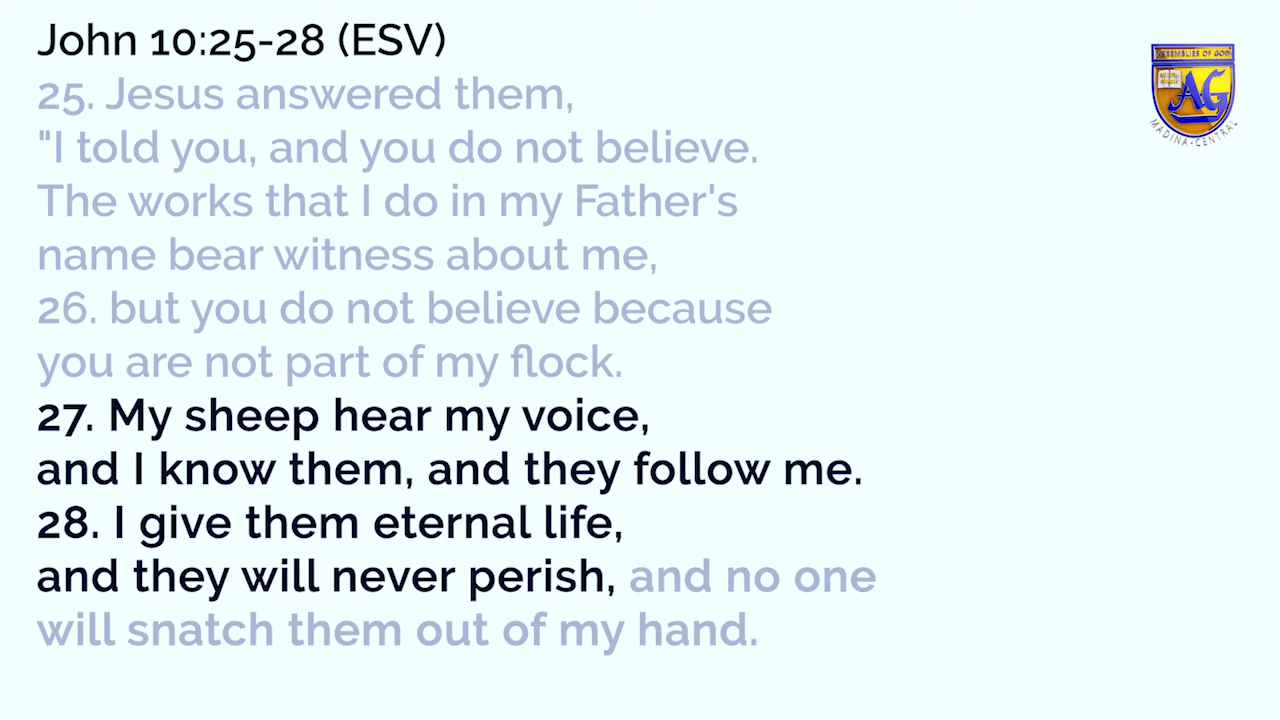 John 10:25-28 (ESV)
25. Jesus answered them,
"I told you, and you do not believe.
The works that I do in my Father's
name bear witness about me,
26. but you do not believe because
you are not part of my flock.
27. My sheep hear my voice,
and I know them, and they follow me.
28. I give them eternal life,
and they will never perish, and no one
will snatch them out of my hand.
ASSEMBLIES OF GOD
AG
MADINA-CENTRAL